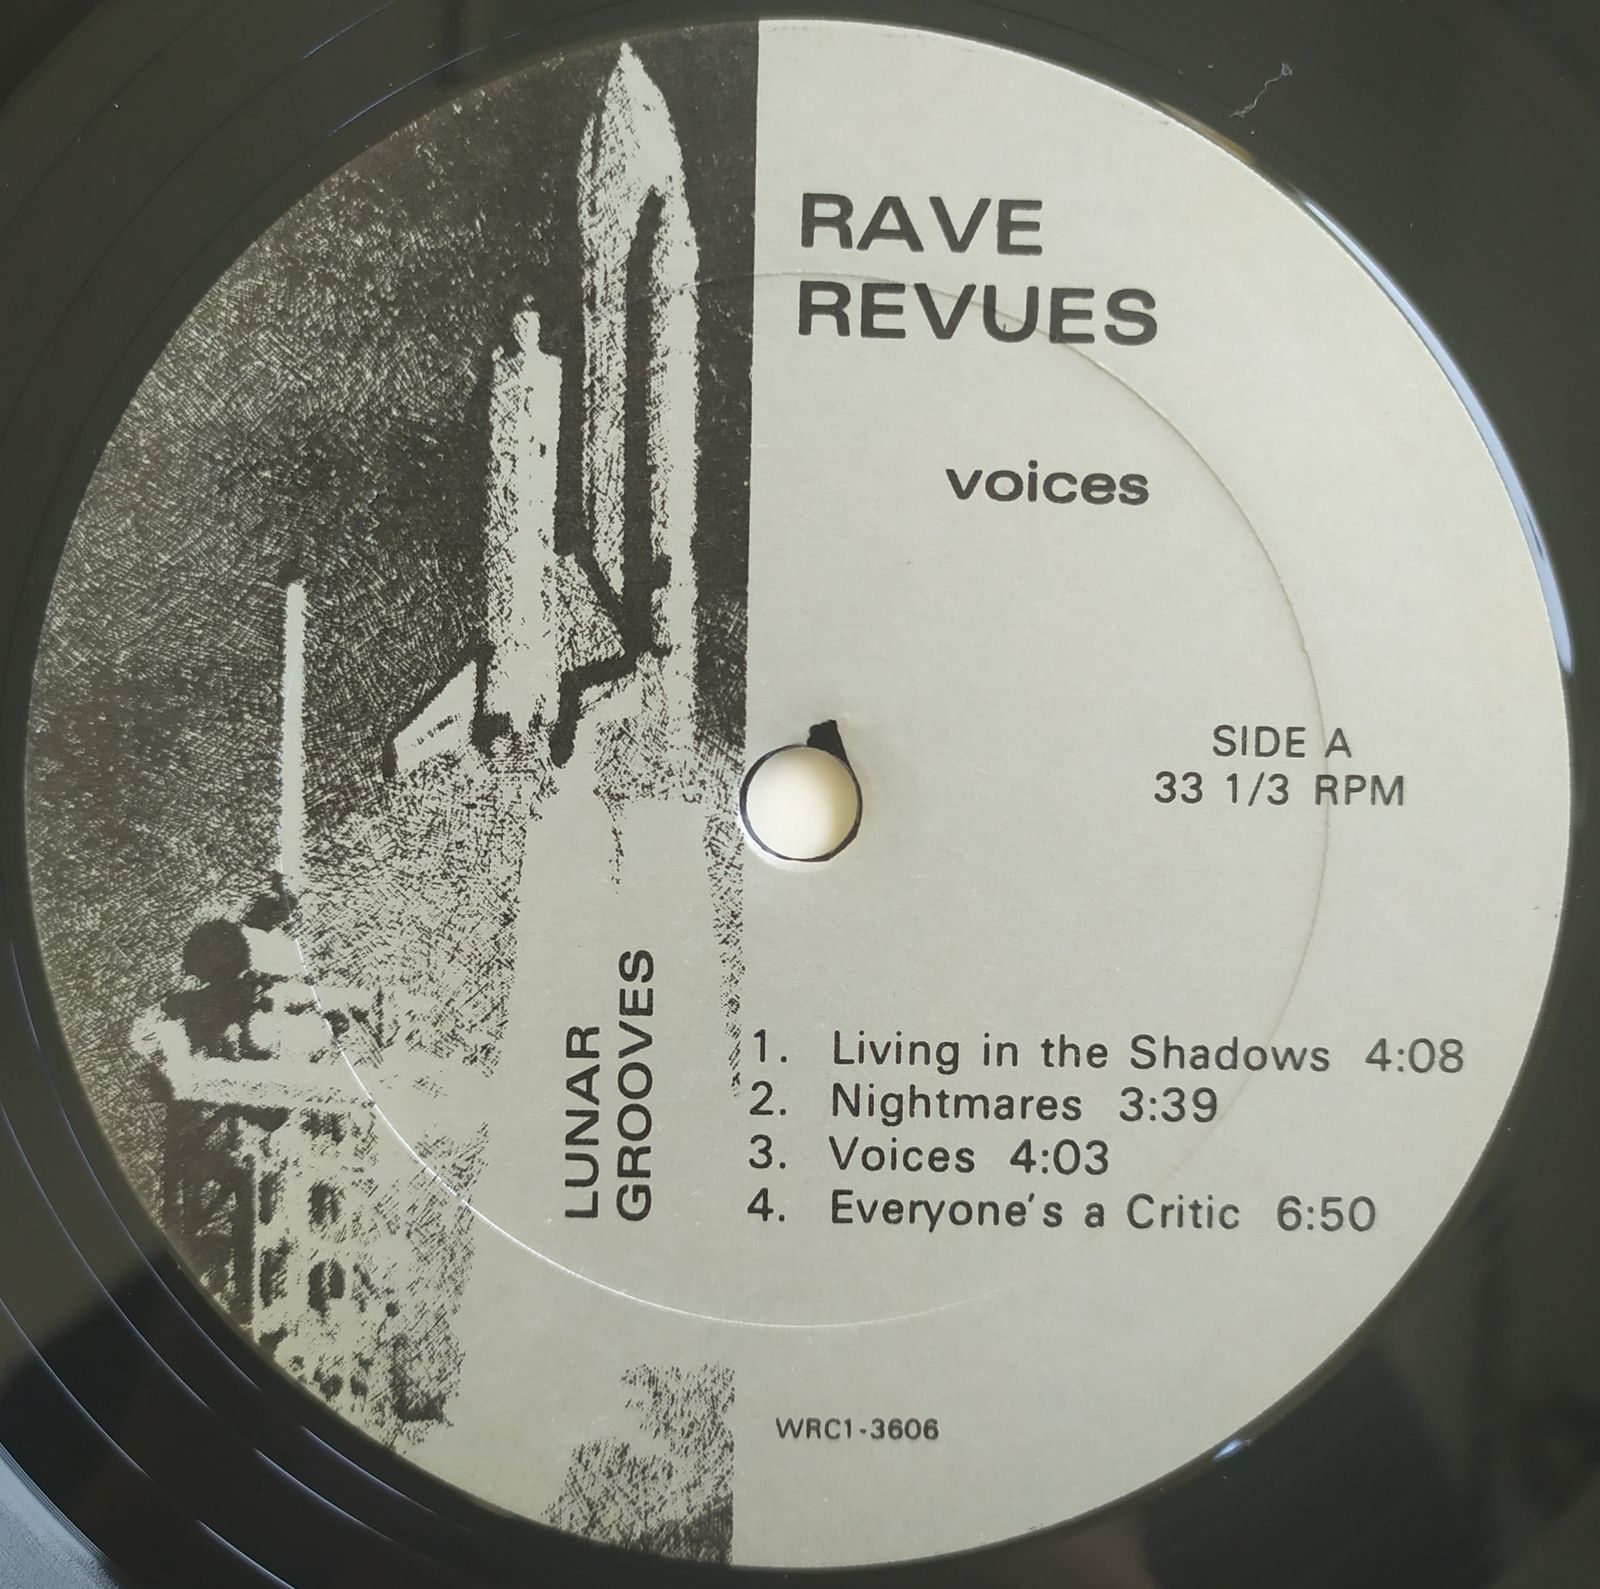 RAVE
REVUES
voices
SIDE A
33 1/3 RPM
LUNAR
GROOVES
1. Living in the Shadows 4:08
2. Nightmares 3:39
3. Voices 4:03
4. Everyone's a Critic 6:50
WRC1-3606